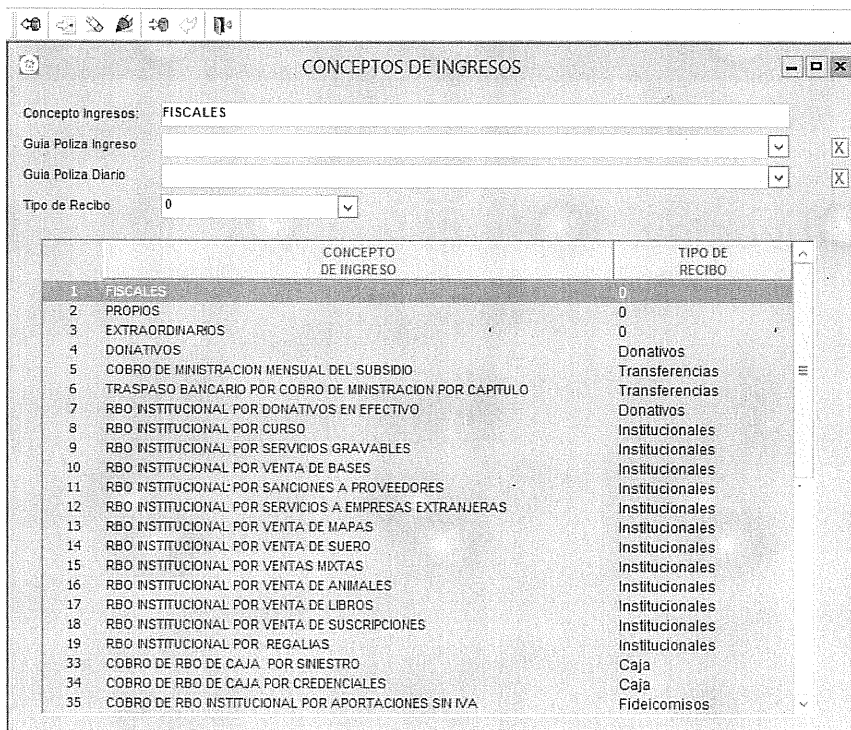 CONCEPTOS DE INGRESOS
Concepto Ingresos: FISCALES
Guia Poliza Ingreso
X
Guia Poliza Diario
X
Tipo de Recibo 0
CONCEPTO DE INGRESO TIPO DE RECIBO
1 FISCALES 0
2 PROPIOS 0
3 EXTRAORDINARIOS 0
4 DONATIVOS Donativos
5 COBRO DE MINISTRACION MENSUAL DEL SUBSIDIO Transferencias
6 TRASPASO BANCARIO POR COBRO DE MINISTRACION POR CAPITULO Transferencias
7 RBO INSTITUCIONAL POR DONATIVOS EN EFECTIVO Donativos
8 RBO INSTITUCIONAL POR CURSO Institucionales
9 RBO INSTITUCIONAL POR SERVICIOS GRAVABLES Institucionales
10 RBO INSTITUCIONAL POR VENTA DE BASES Institucionales
11 RBO INSTITUCIONAL POR SANCIONES A PROVEEDORES Institucionales
12 RBO INSTITUCIONAL POR SERVICIOS A EMPRESAS EXTRANJERAS Institucionales
13 RBO INSTITUCIONAL POR VENTA DE MAPAS Institucionales
14 RBO INSTITUCIONAL POR VENTA DE SUERO Institucionales
15 RBO INSTITUCIONAL POR VENTAS MIXTAS Institucionales
16 RBO INSTITUCIONAL POR VENTA DE ANIMALES Institucionales
17 RBO INSTITUCIONAL POR VENTA DE LIBROS Institucionales
18 RBO INSTITUCIONAL POR VENTA DE SUSCRIPCIONES Institucionales
19 RBO INSTITUCIONAL POR REGALIAS Institucionales
33 COBRO DE RBO DE CAJA POR SINIESTRO Caja
34 COBRO DE RBO DE CAJA POR CREDENCIALES Caja
35 COBRO DE RBO INSTITUCIONAL POR APORTACIONES SIN IVA Fideicomisos